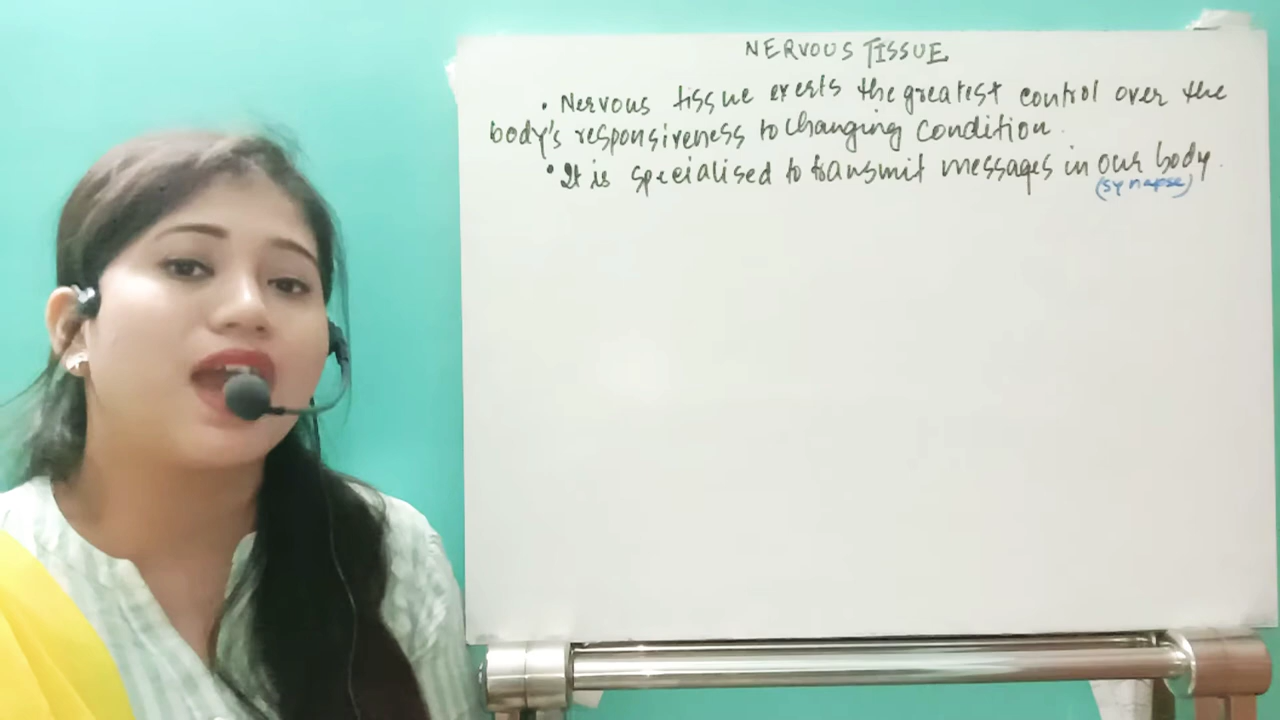 NERVOUS TISSUE
• Nervous tissue exerts the greatest control over the
body's responsiveness to changing condition.
• It is specialised to transmit messages in our body.
(synapse)